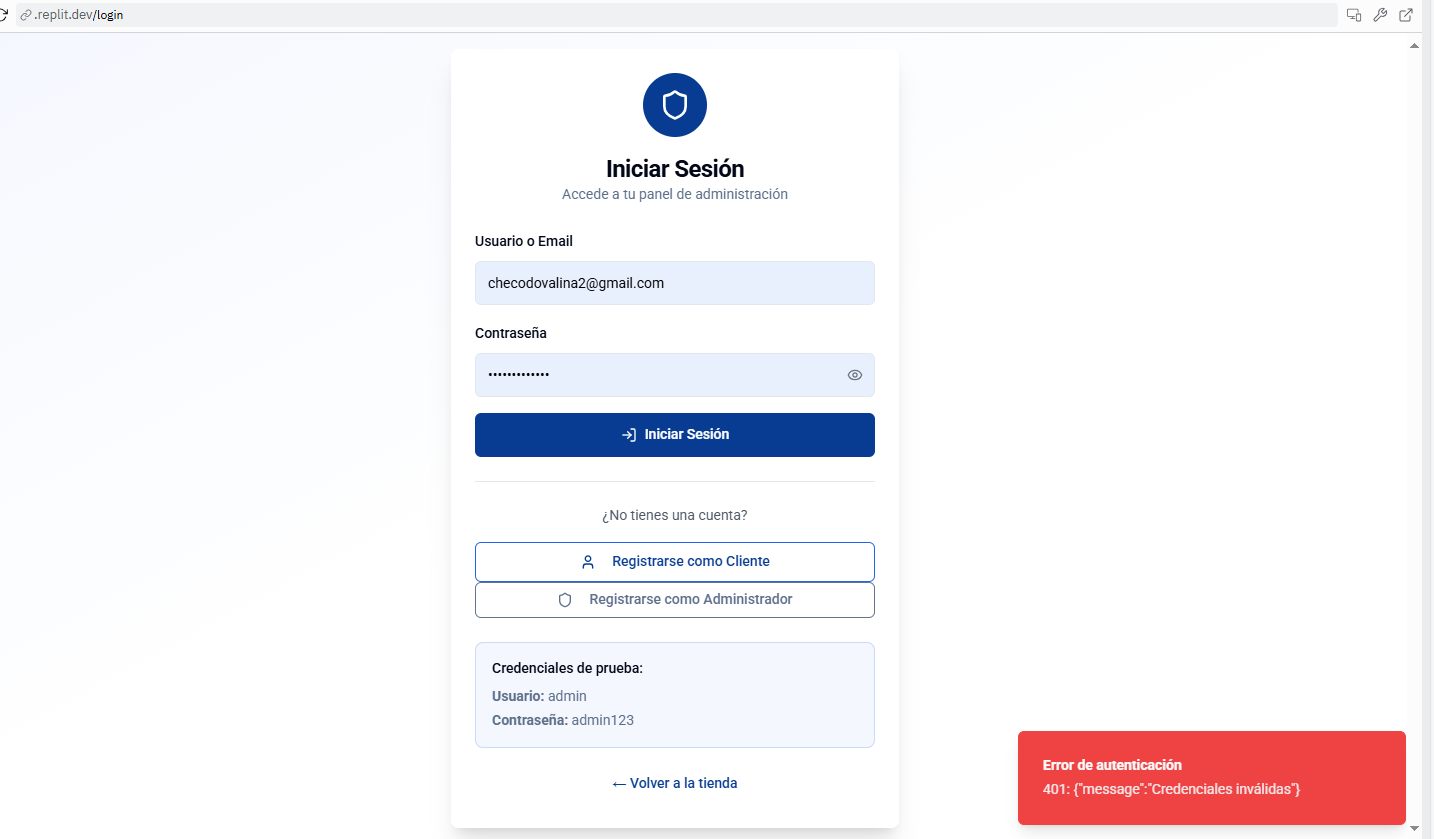 .replit.dev/login
Iniciar Sesión
Accede a tu panel de administración
Usuario o Email
checodovalina2@gmail.com
Contraseña
•••••••••••••
Iniciar Sesión
¿No tienes una cuenta?
Registrarse como Cliente
Registrarse como Administrador
Credenciales de prueba:
Usuario: admin
Contraseña: admin123
← Volver a la tienda
Error de autenticación
401: {"message":"Credenciales inválidas"}